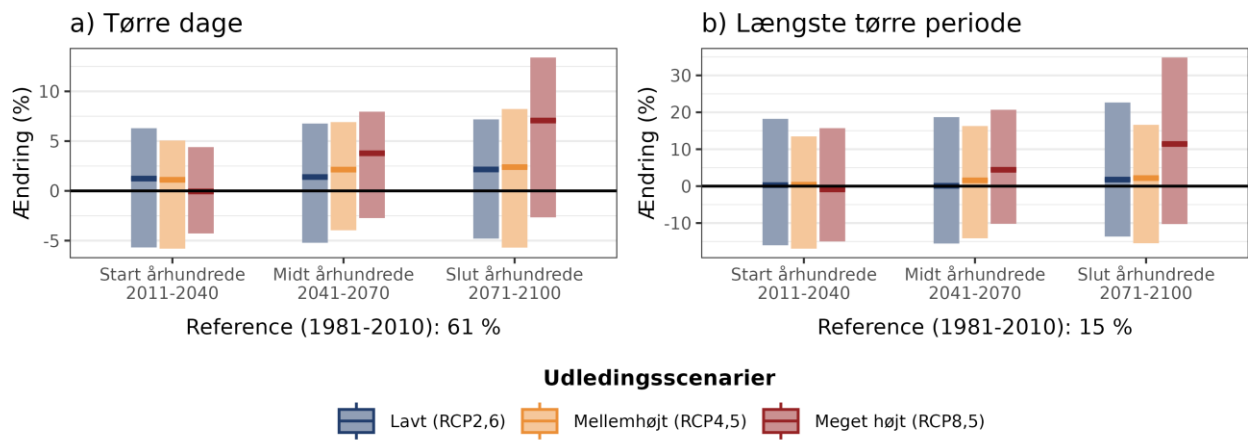 a) Tørre dage
Ændring (%)
10
5
0
-5
Start århundrede
2011-2040
Midt århundrede
2041-2070
Slut århundrede
2071-2100
Reference (1981-2010): 61 %
b) Længste tørre periode
Ændring (%)
30
20
10
0
-10
Start århundrede
2011-2040
Midt århundrede
2041-2070
Slut århundrede
2071-2100
Reference (1981-2010): 15 %
Udledingsscenarier
Lavt (RCP2,6)
Mellemhøjt (RCP4,5)
Meget højt (RCP8,5)